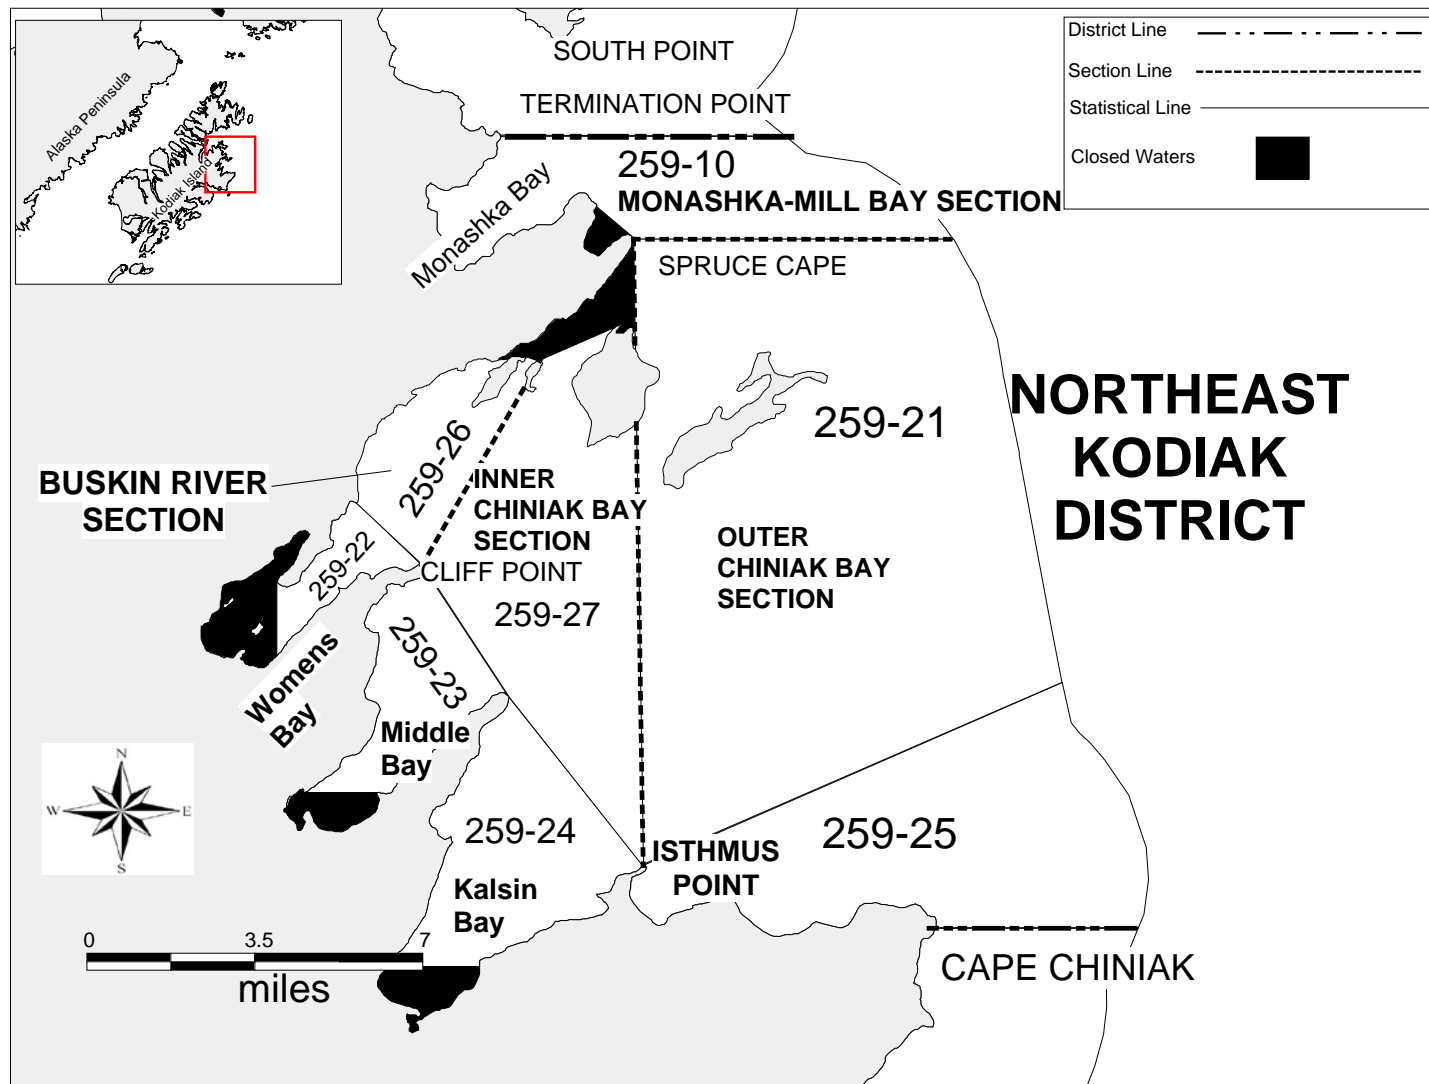 Alaska Peninsula
Kodiak Island
SOUTH POINT
TERMINATION POINT
District Line
Section Line
Statistical Line
Closed Waters
259-10
MONASHKA-MILL BAY SECTION
Monashka Bay
SPRUCE CAPE
NORTHEAST
KODIAK
DISTRICT
259-21
259-26
BUSKIN RIVER
SECTION
INNER
CHINIAK BAY
SECTION
OUTER
CHINIAK BAY
SECTION
259-22
CLIFF POINT
259-27
259-23
Womens
Bay
Middle
Bay
N
W
E
S
259-24
259-25
ISTHMUS
POINT
Kalsin
Bay
0
3.5
7
miles
CAPE CHINIAK